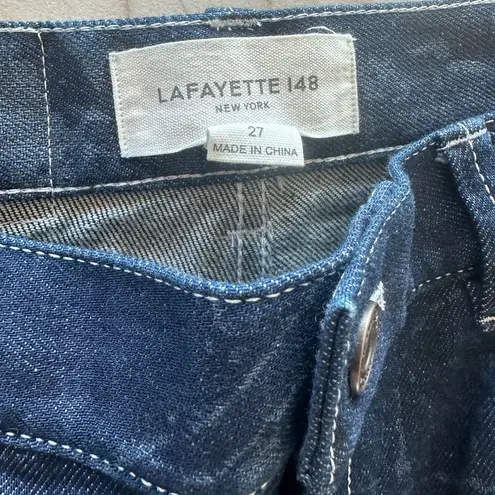 LAFAYETTE 148
NEW YORK
27
MADE IN CHINA